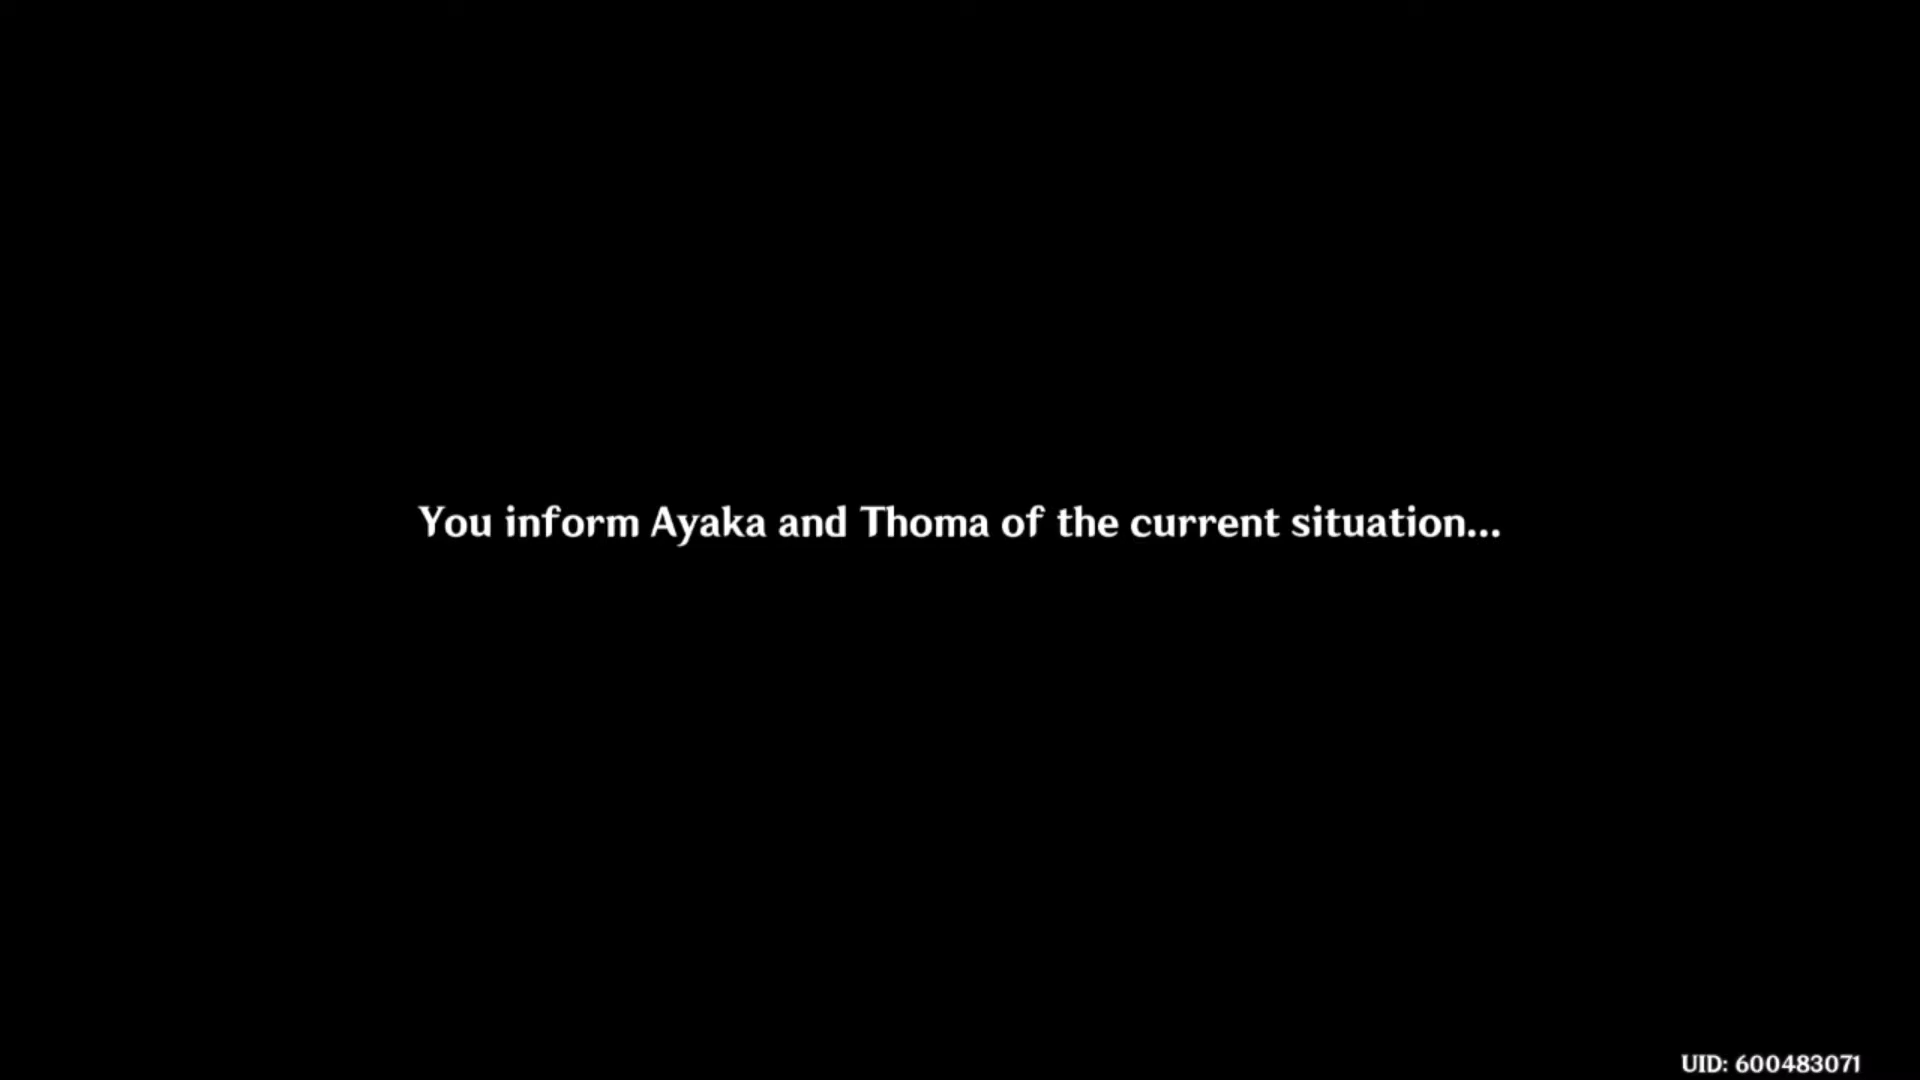 You inform Ayaka and Thoma of the current situation...
UID: 600483071